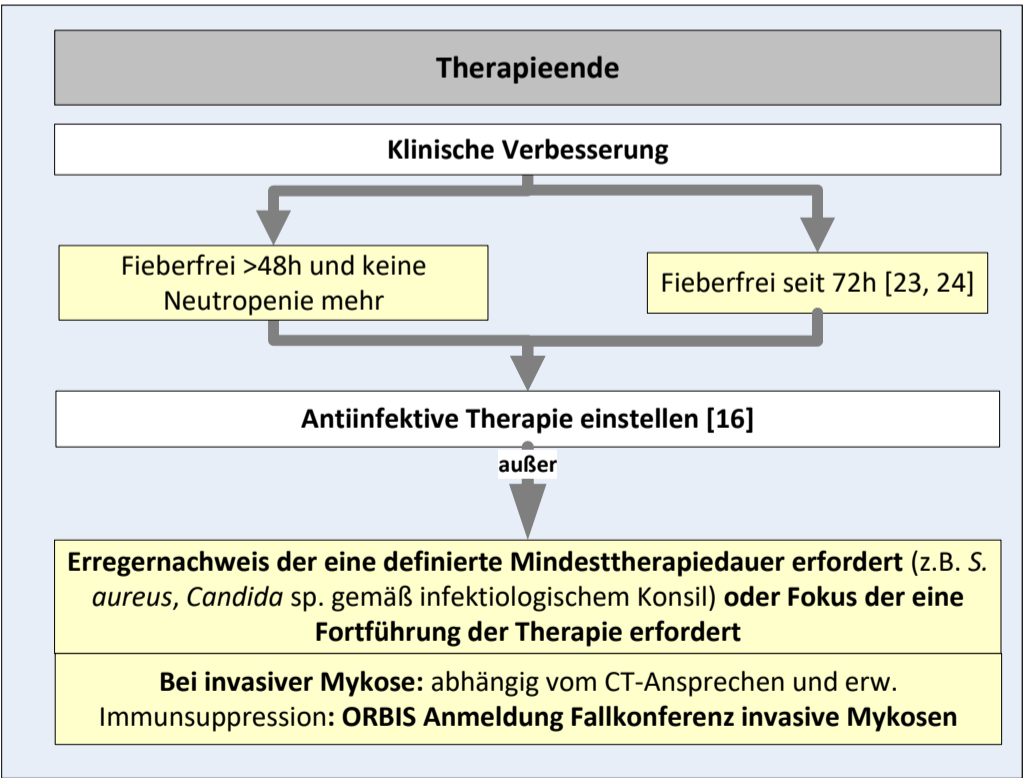 Therapieende
Klinische Verbesserung
Fieberfrei >48h und keine
Neutropenie mehr
Fieberfrei seit 72h [23, 24]
Antiinfektive Therapie einstellen [16]
außer
Erregernachweis der eine definierte Mindesttherapiedauer erfordert (z.B. S.
aureus, Candida sp. gemäß infektiologischem Konsil) oder Fokus der eine
Fortführung der Therapie erfordert
Bei invasiver Mykose: abhängig vom CT-Ansprechen und erw.
Immunsuppression: ORBIS Anmeldung Fallkonferenz invasive Mykosen